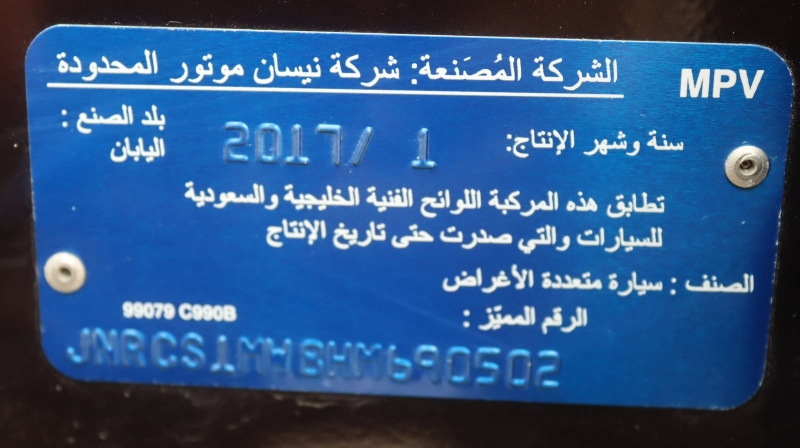 MPV
الشركة المُصَنعة: شركة نيسان موتور المحدودة
سنة وشهر الإنتاج: 2017/ 1
بلد الصنع :
اليابان
تطابق هذه المركبة اللوائح الفنية الخليجية والسعودية
للسيارات والتي صدرت حتى تاريخ الإنتاج
الصنف : سيارة متعددة الأغراض
الرقم المميّز :
99079 C990B
JNRCS1MW8HM690502